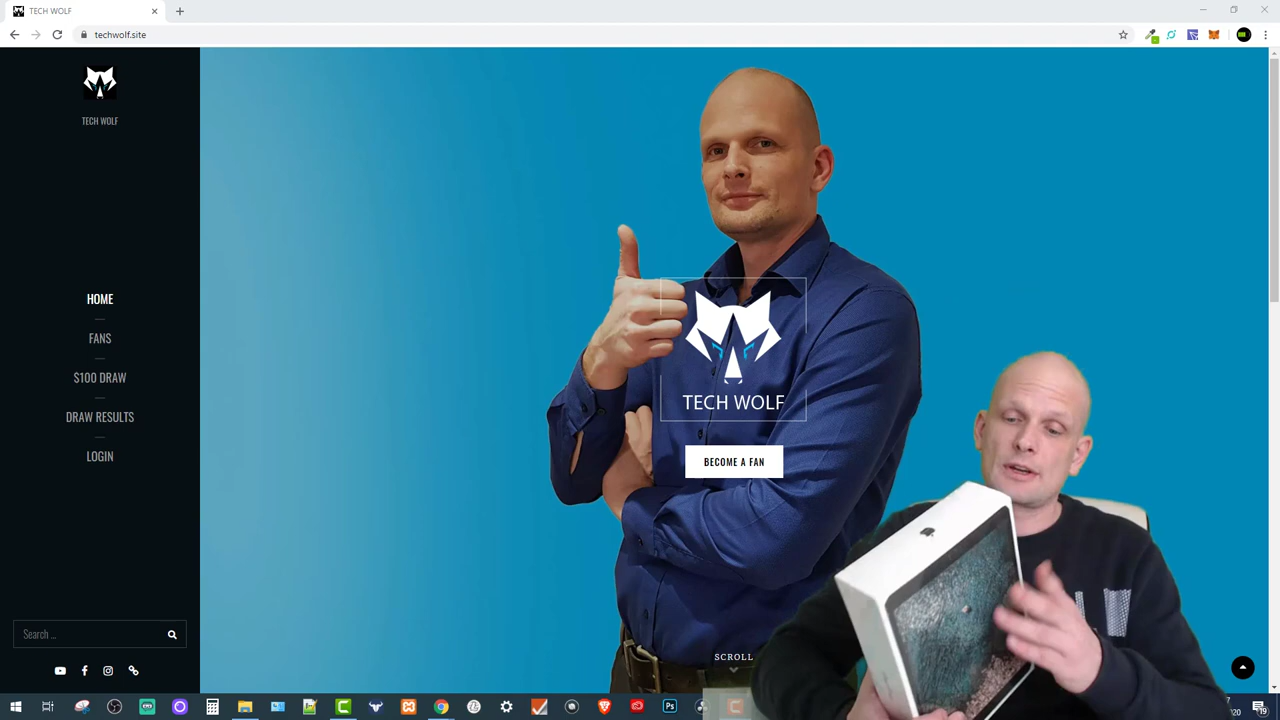 TECH WOLF
techwolf.site
TECH WOLF
HOME
FANS
$100 DRAW
DRAW RESULTS
LOGIN
Search ...
TECH WOLF
BECOME A FAN
SCROLL